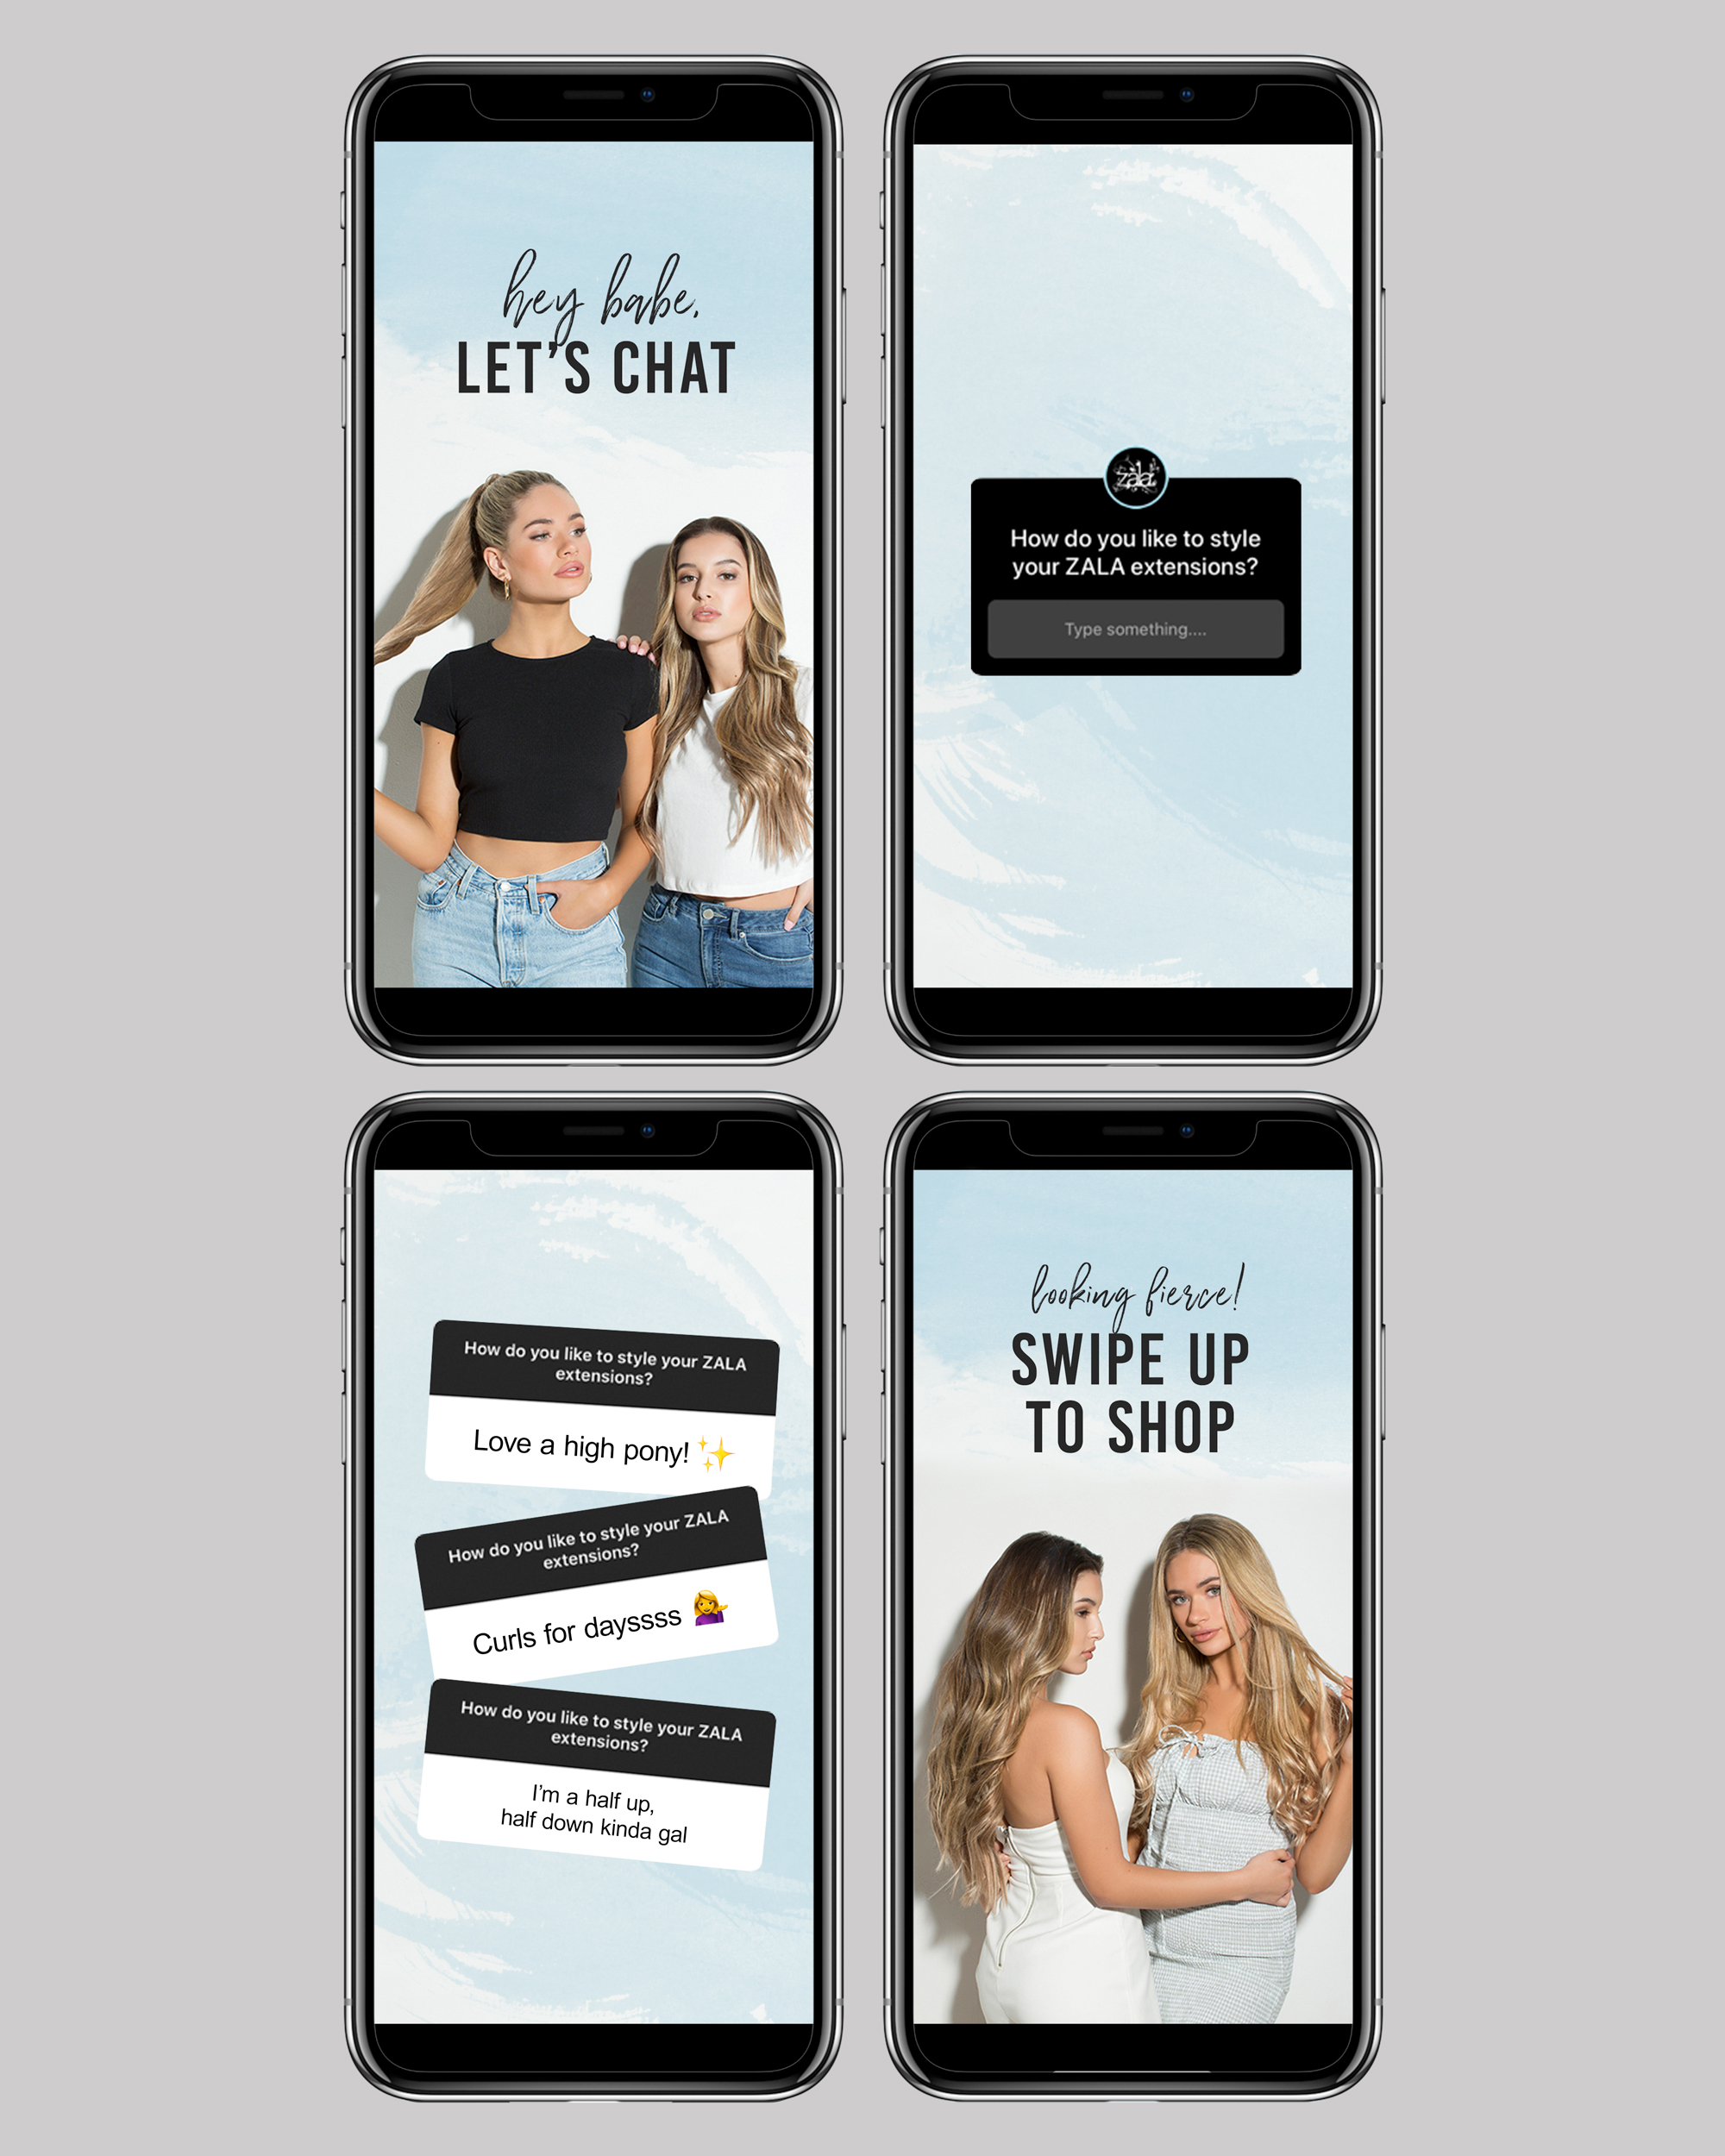 hey babe,
LET'S CHAT
zala
How do you like to style
your ZALA extensions?
Type something....
How do you like to style your ZALA
extensions?
Love a high pony! ✨
How do you like to style your ZALA
extensions?
Curls for dayssss 💁‍♀️
How do you like to style your ZALA
extensions?
I'm a half up,
half down kinda gal
looking fierce!
SWIPE UP
TO SHOP